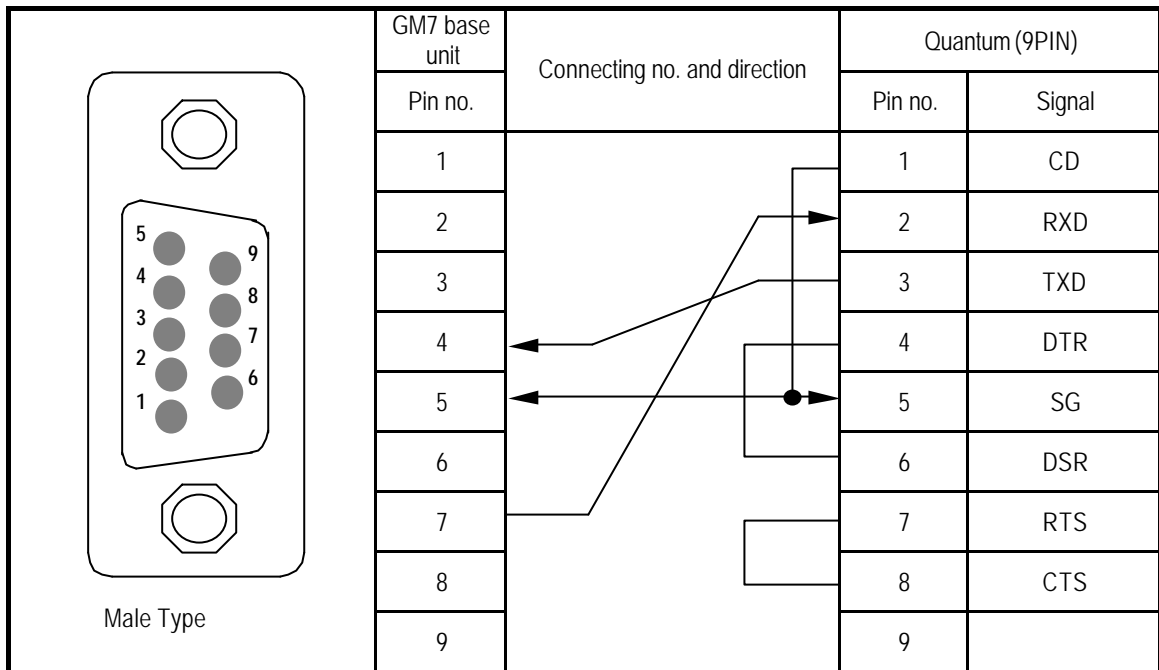 GM7 base unit
Connecting no. and direction
Quantum (9PIN)
Pin no.
Pin no.
Signal
1
1
CD
2
2
RXD
3
3
TXD
4
4
DTR
5
5
SG
6
6
DSR
7
7
RTS
8
8
CTS
9
9
5
9
4
8
3
7
2
6
1
Male Type